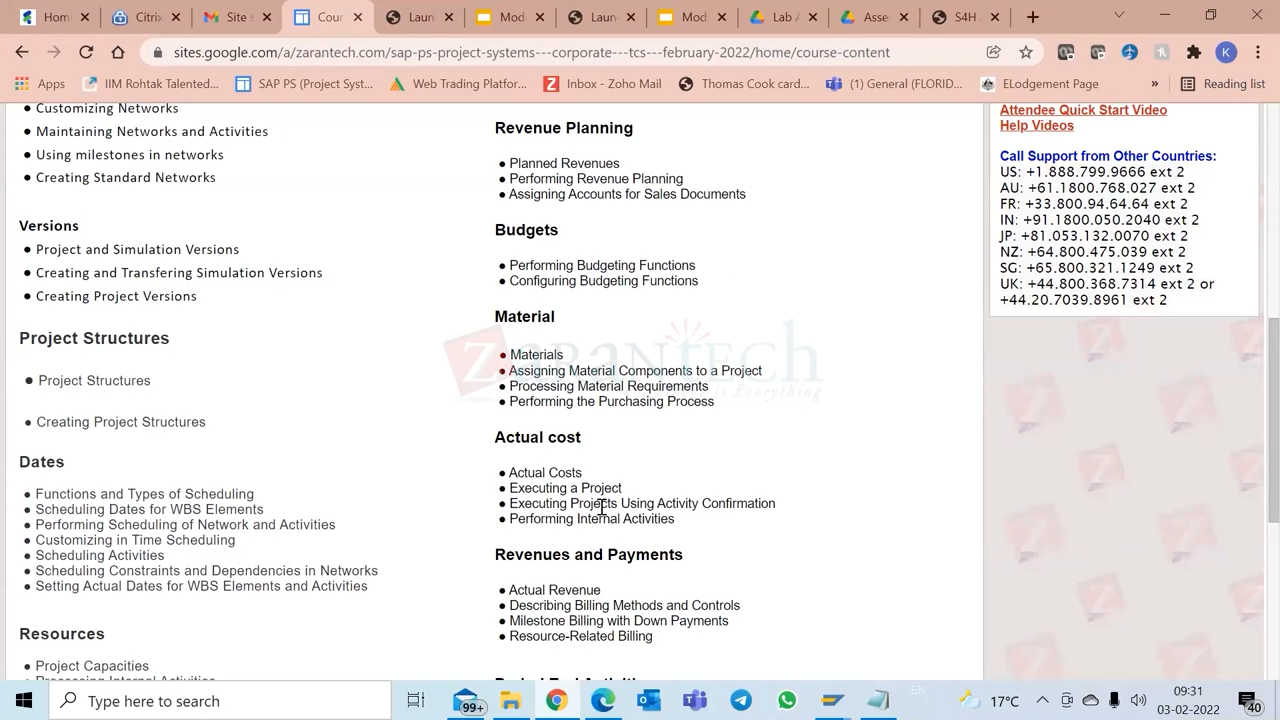 Hom
Citrix
M Site
Cou
Laun
Mod
Laun
Mod
Lab A
Asse
S4H
sites.google.com/a/zarantech.com/sap-ps-project-systems---corporate---tcs---february-2022/home/course-content
K
Apps
IIM Rohtak Talented...
SAP PS (Project Syst...
Web Trading Platfor...
Inbox - Zoho Mail
Thomas Cook card...
(1) General (FLORID...
ELodgement Page
»
Reading list
● Customizing Networks
● Maintaining Networks and Activities
● Using milestones in networks
● Creating Standard Networks
Versions
● Project and Simulation Versions
● Creating and Transfering Simulation Versions
● Creating Project Versions
Project Structures
● Project Structures
● Creating Project Structures
Dates
● Functions and Types of Scheduling
● Scheduling Dates for WBS Elements
● Performing Scheduling of Network and Activities
● Customizing in Time Scheduling
● Scheduling Activities
● Scheduling Constraints and Dependencies in Networks
● Setting Actual Dates for WBS Elements and Activities
Resources
● Project Capacities
● Processing Internal Activities
Revenue Planning
● Planned Revenues
● Performing Revenue Planning
● Assigning Accounts for Sales Documents
Budgets
● Performing Budgeting Functions
● Configuring Budgeting Functions
Material
● Materials
● Assigning Material Components to a Project
● Processing Material Requirements
● Performing the Purchasing Process
Actual cost
● Actual Costs
● Executing a Project
● Executing Projects Using Activity Confirmation
● Performing Internal Activities
Revenues and Payments
● Actual Revenue
● Describing Billing Methods and Controls
● Milestone Billing with Down Payments
● Resource-Related Billing
ZARANTECH
is Everything
Attendee Quick Start Video
Help Videos
Call Support from Other Countries:
US: +1.888.799.9666 ext 2
AU: +61.1800.768.027 ext 2
FR: +33.800.94.64.64 ext 2
IN: +91.1800.050.2040 ext 2
JP: +81.053.132.0070 ext 2
NZ: +64.800.475.039 ext 2
SG: +65.800.321.1249 ext 2
UK: +44.800.368.7314 ext 2 or
+44.20.7039.8961 ext 2
Type here to search
99+
EN
17°C
09:31
03-02-2022
40